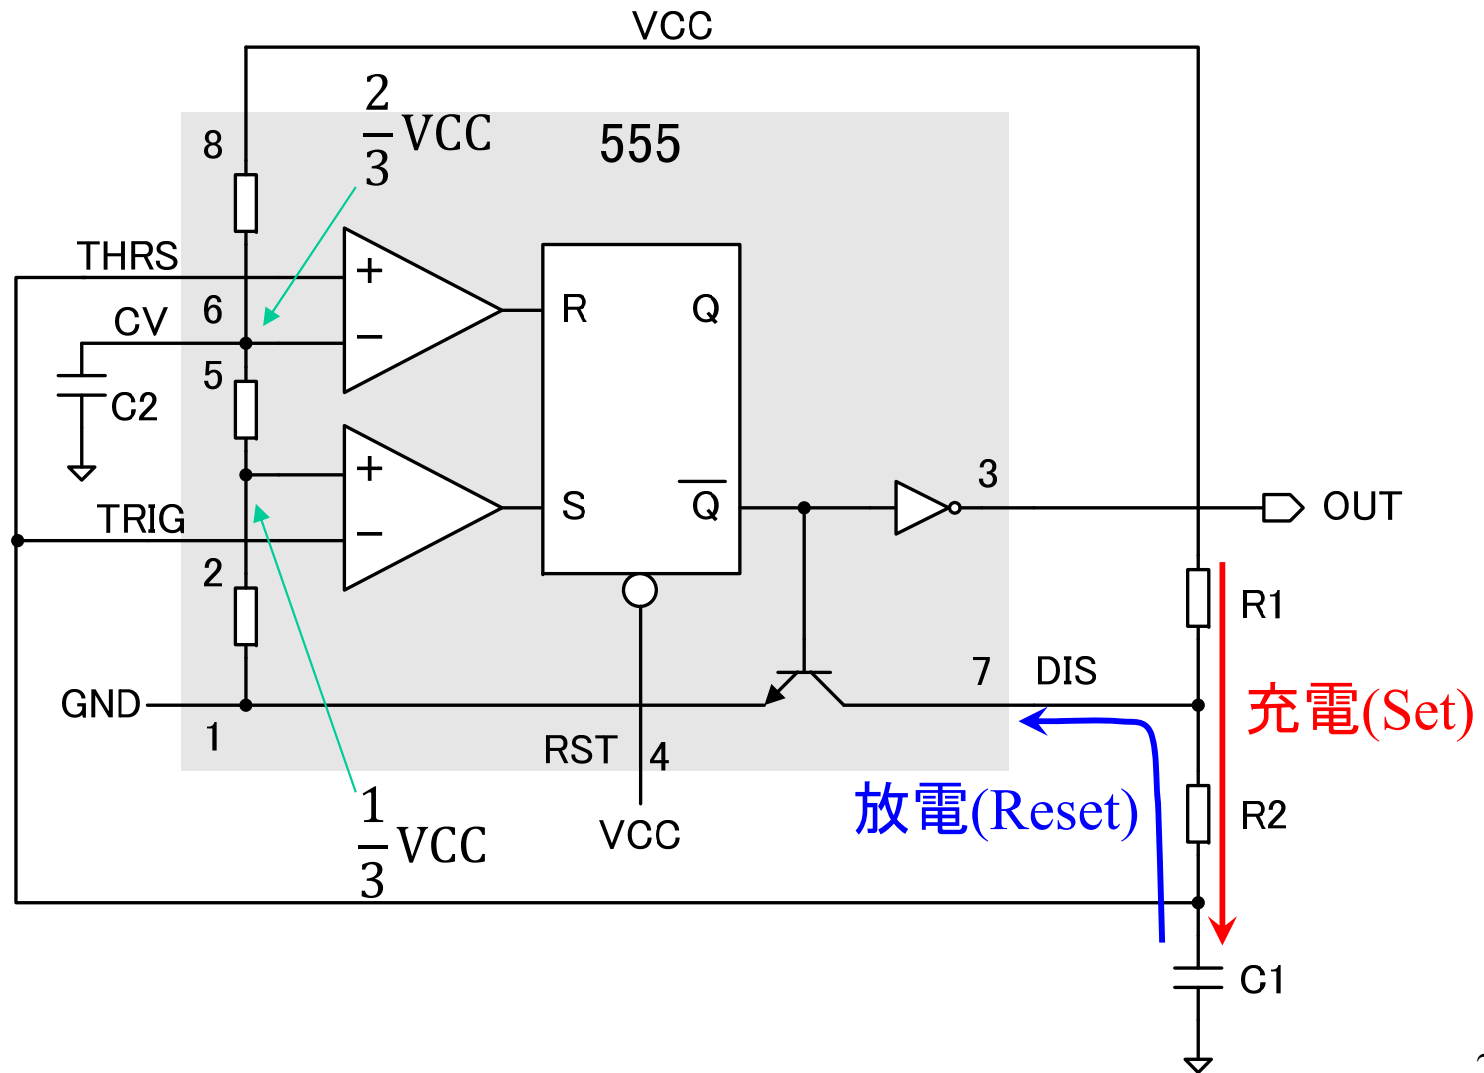 VCC
2
3
VCC
555
8
THRS
+
6
CV
−
R
Q
5
C2
+
3
S
Q̅
OUT
TRIG
−
2
R1
7
DIS
GND
1
RST
4
充電(Set)
1
3
VCC
VCC
放電(Reset)
R2
C1